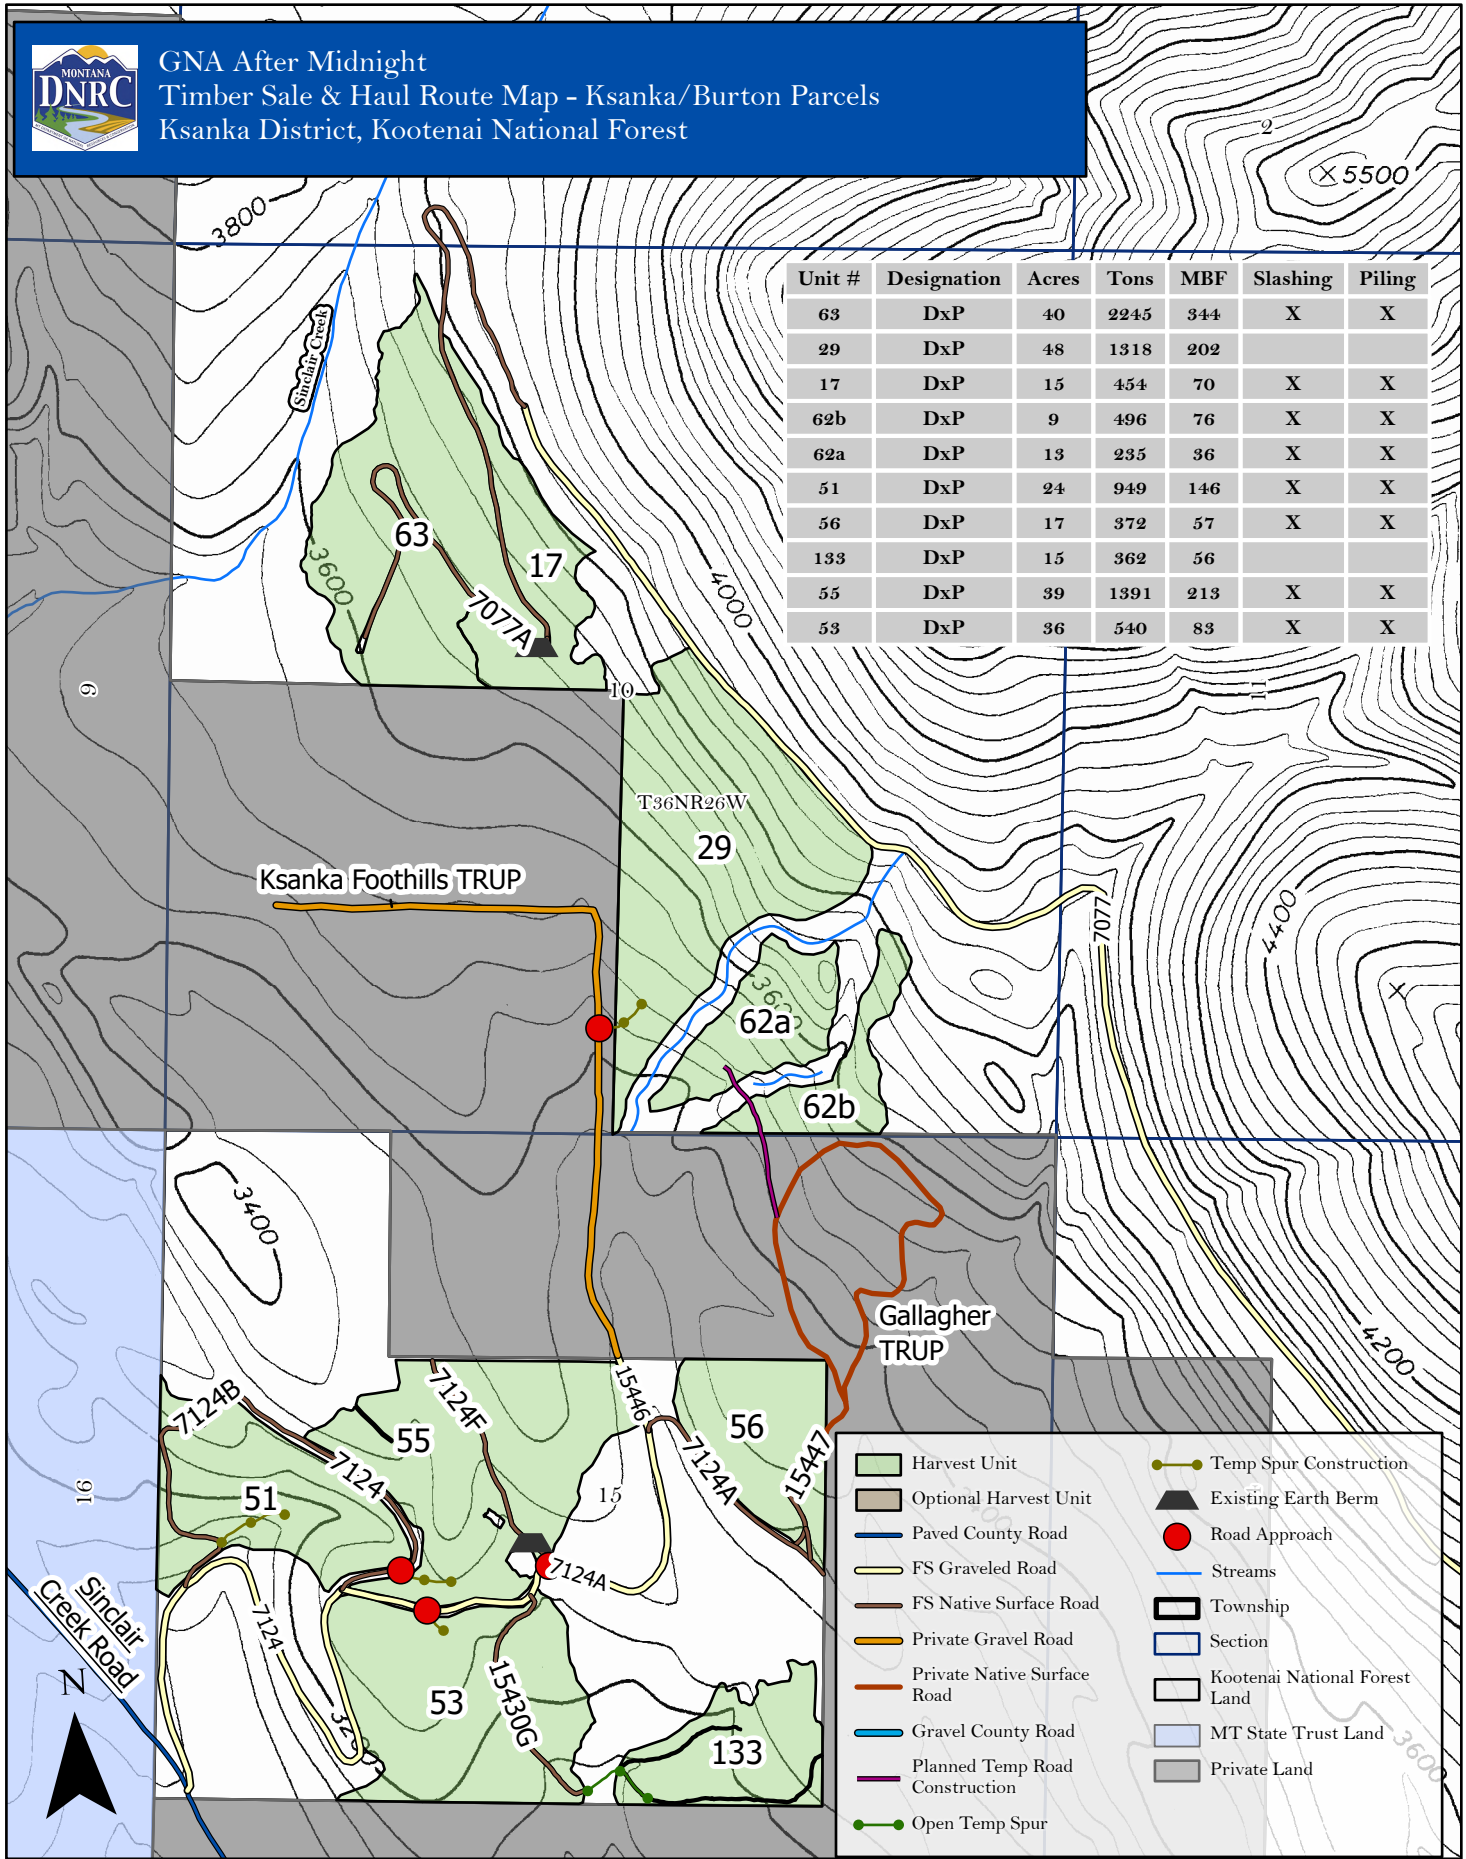 MONTANA
DNRC
GNA After Midnight
Timber Sale & Haul Route Map - Ksanka/Burton Parcels
Ksanka District, Kootenai National Forest
2
5500
3800
Unit # Designation Acres Tons MBF Slashing Piling
63 DxP 40 2245 344 X X
29 DxP 48 1318 202
17 DxP 15 454 70 X X
62b DxP 9 496 76 X X
62a DxP 13 235 36 X X
51 DxP 24 949 146 X X
56 DxP 17 372 57 X X
133 DxP 15 362 56
55 DxP 39 1391 213 X X
53 DxP 36 540 83 X X
Sinclair Creek
63
17
3600
7077A
4000
9
10
11
T36NR26W
29
Ksanka Foothills TRUP
7077
4400
3600
62a
62b
3400
Gallagher
TRUP
4200
7124B
7124F
15446
55
56
7124
7124A
15447
51
16
15
7124A
Sinclair
Creek Road
7124
N
53
15430G
133
3600
Harvest Unit
Optional Harvest Unit
Paved County Road
FS Graveled Road
FS Native Surface Road
Private Gravel Road
Private Native Surface
Road
Gravel County Road
Planned Temp Road
Construction
Open Temp Spur
Temp Spur Construction
Existing Earth Berm
Road Approach
Streams
Township
Section
Kootenai National Forest
Land
MT State Trust Land
Private Land